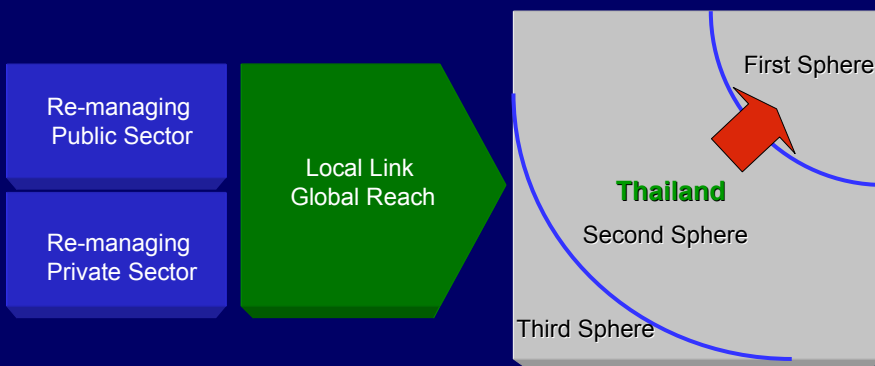 Re-managing
Public Sector
Re-managing
Private Sector
Local Link
Global Reach
First Sphere
Thailand
Second Sphere
Third Sphere